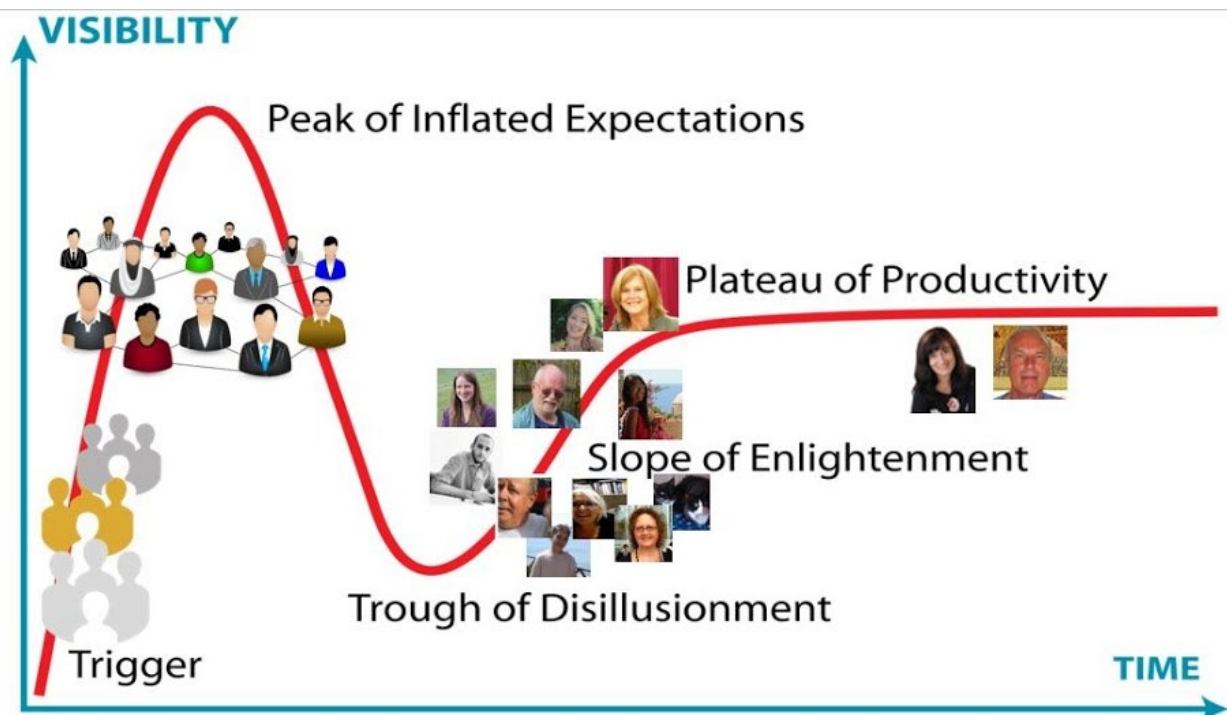 VISIBILITY
Peak of Inflated Expectations
Plateau of Productivity
Slope of Enlightenment
Trough of Disillusionment
Trigger
TIME